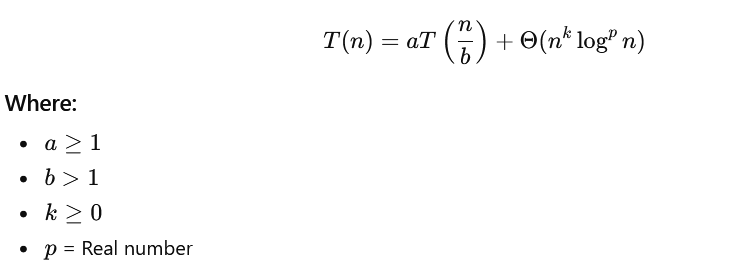 T(n) = aT(n/b) + Θ(n^k log^p n)
Where:
• a ≥ 1
• b > 1
• k ≥ 0
• p = Real number